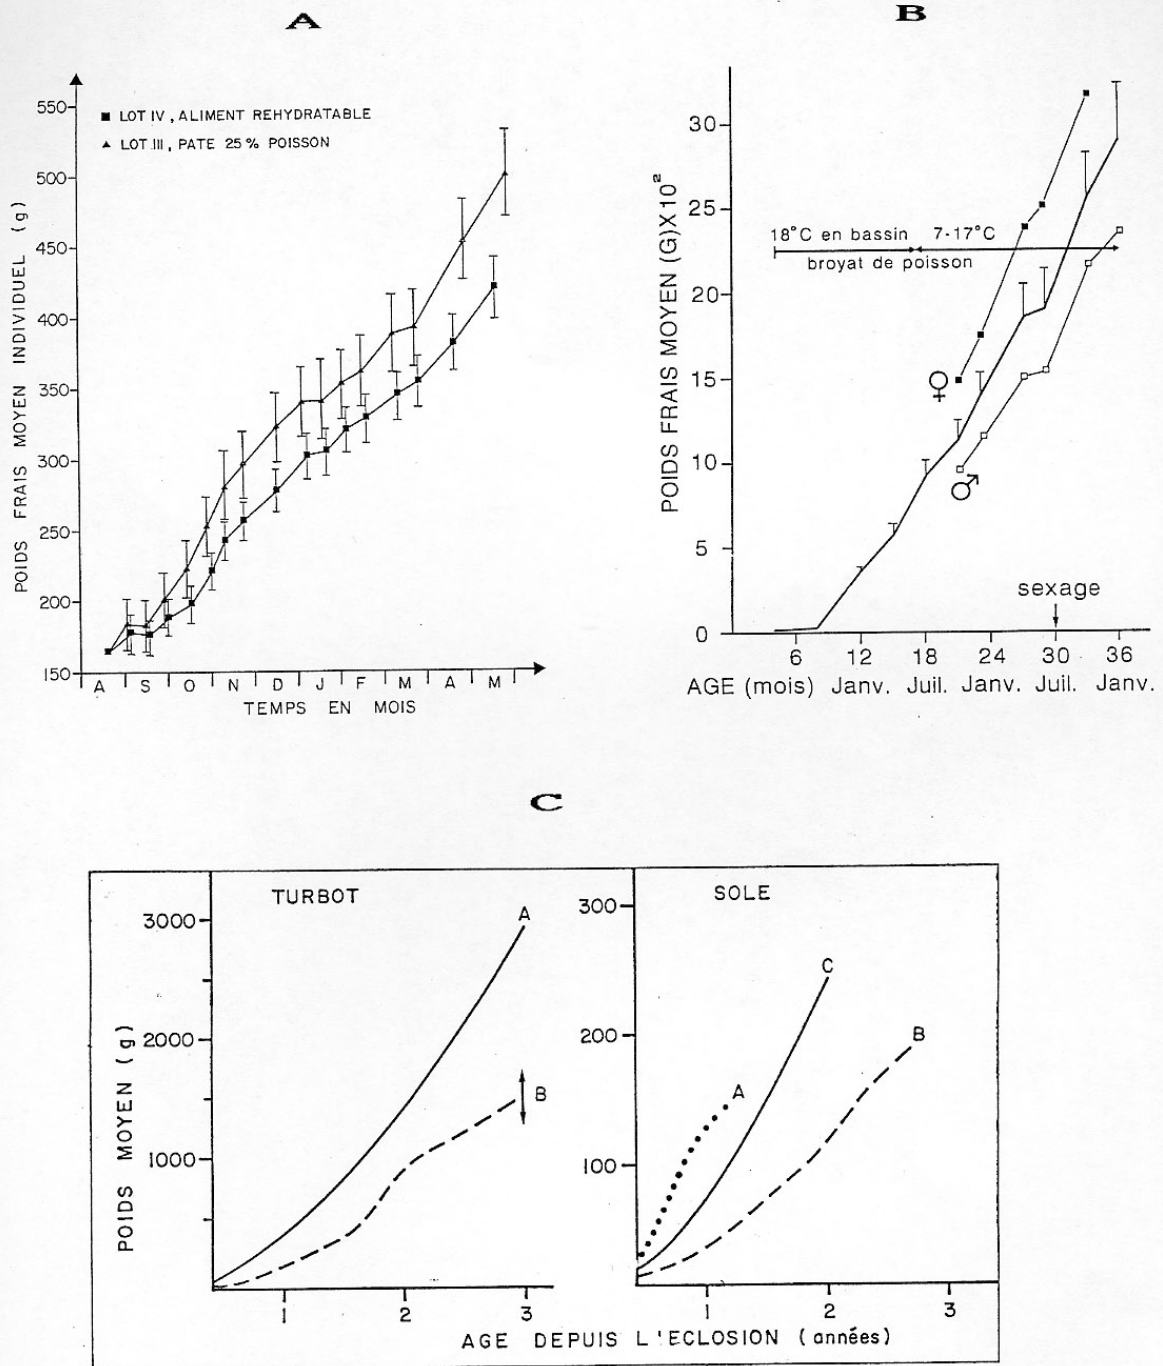 A
B
550
500
450
400
350
300
250
200
150
POIDS FRAIS MOYEN INDIVIDUEL (g)
■ LOT IV, ALIMENT REHYDRATABLE
▲ LOT III, PATE 25 % POISSON
A S O N D J F M A M
TEMPS EN MOIS
30
25
20
15
10
5
0
POIDS FRAIS MOYEN (G)X10²
18°C en bassin 7-17°C
broyat de poisson
♀
♂
sexage
6 12 18 24 30 36
AGE (mois) Janv. Juil. Janv. Juil. Janv.
C
TURBOT
3000
2000
1000
POIDS MOYEN (g)
A
B
1 2 3
SOLE
300
200
100
A
C
B
1 2 3
AGE DEPUIS L'ECLOSION (années)